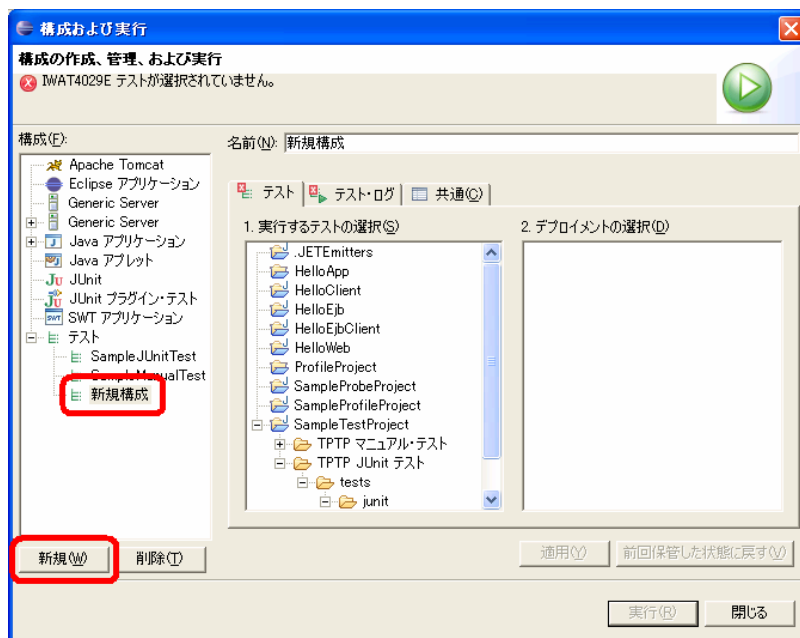 構成および実行
構成の作成、管理、および実行
IWAT4029E テストが選択されていません。
構成(F):
Apache Tomcat
Eclipse アプリケーション
Generic Server
Generic Server
Java アプリケーション
Java アプレット
JUnit
JUnit プラグイン・テスト
SWT アプリケーション
テスト
SampleJUnitTest
SampleManualTest
新規構成
新規(W)
削除(T)
名前(N):
新規構成
テスト
テスト・ログ
共通(C)
1. 実行するテストの選択(S)
.JETEmitters
HelloApp
HelloClient
HelloEjb
HelloEjbClient
HelloWeb
ProfileProject
SampleProbeProject
SampleProfileProject
SampleTestProject
TPTP マニュアル・テスト
TPTP JUnit テスト
tests
junit
2. デプロイメントの選択(D)
適用(Y)
前回保管した状態に戻す(V)
実行(R)
閉じる